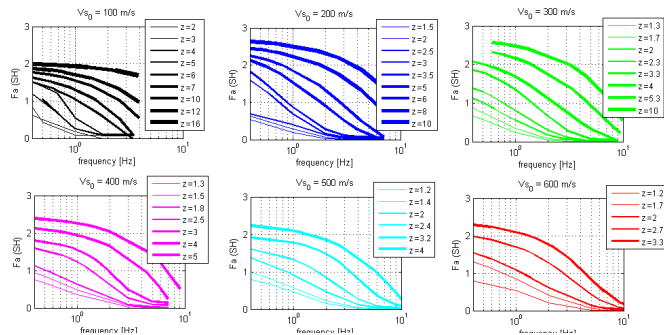 Vs0 = 100 m/s
3
2
1
0
Fa (SH)
10^0
10^1
frequency [Hz]
z=2
z=3
z=4
z=5
z=6
z=7
z=10
z=12
z=16
Vs0 = 200 m/s
3
2
1
0
Fa (SH)
10^0
10^1
frequency [Hz]
z=1.5
z=2
z=2.5
z=3
z=3.5
z=5
z=6
z=8
z=10
Vs0 = 300 m/s
3
2
1
0
Fa (SH)
10^0
10^1
frequency [Hz]
z=1.3
z=1.7
z=2
z=2.3
z=3.3
z=4
z=5.3
z=10
Vs0 = 400 m/s
3
2
1
0
Fa (SH)
10^0
10^1
frequency [Hz]
z=1.3
z=1.5
z=1.8
z=2.5
z=3
z=4
z=5
Vs0 = 500 m/s
3
2
1
0
Fa (SH)
10^0
10^1
frequency [Hz]
z=1.2
z=1.4
z=2
z=2.4
z=3.2
z=4
Vs0 = 600 m/s
3
2
1
0
Fa (SH)
10^0
10^1
frequency [Hz]
z=1.2
z=1.7
z=2
z=2.7
z=3.3